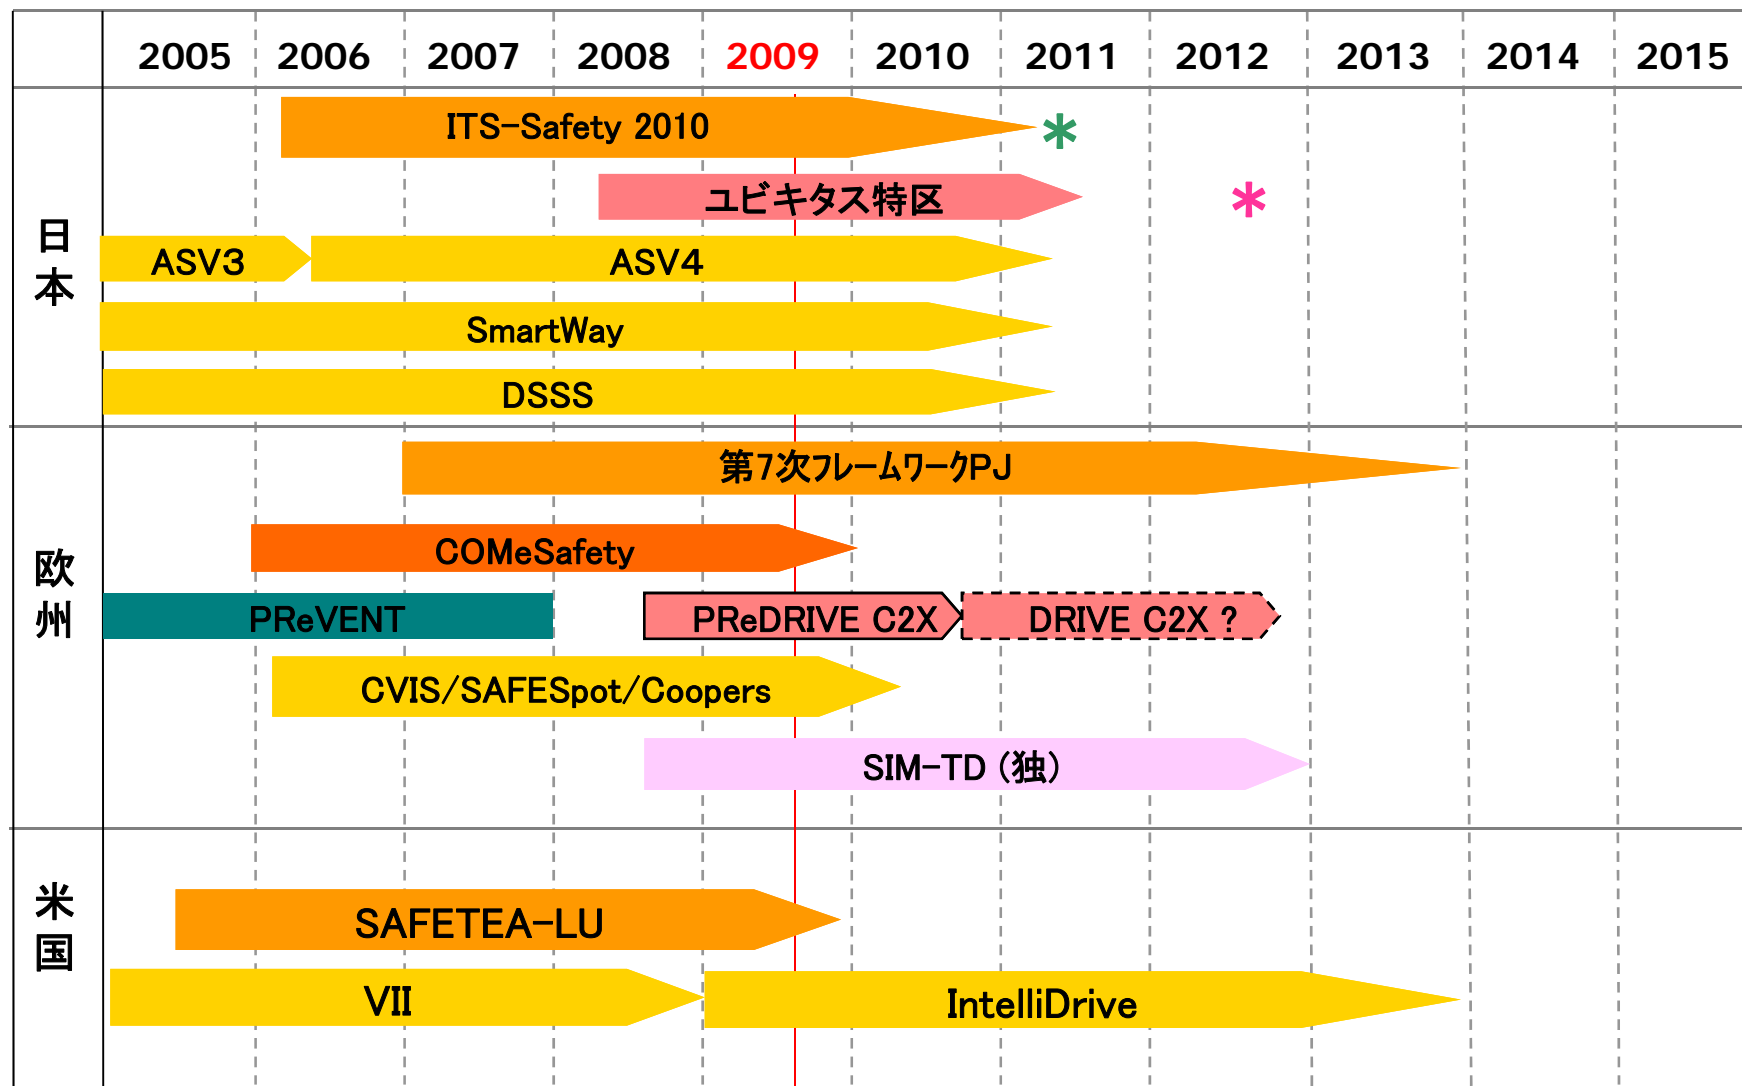 2005 2006 2007 2008 2009 2010 2011 2012 2013 2014 2015
日本
ITS-Safety 2010 *
ユビキタス特区 *
ASV3 ASV4
SmartWay
DSSS
欧州
第7次フレームワークPJ
COMeSafety
PReVENT PReDRIVE C2X DRIVE C2X ?
CVIS/SAFESpot/Coopers
SIM-TD (独)
米国
SAFETEA-LU
VII IntelliDrive